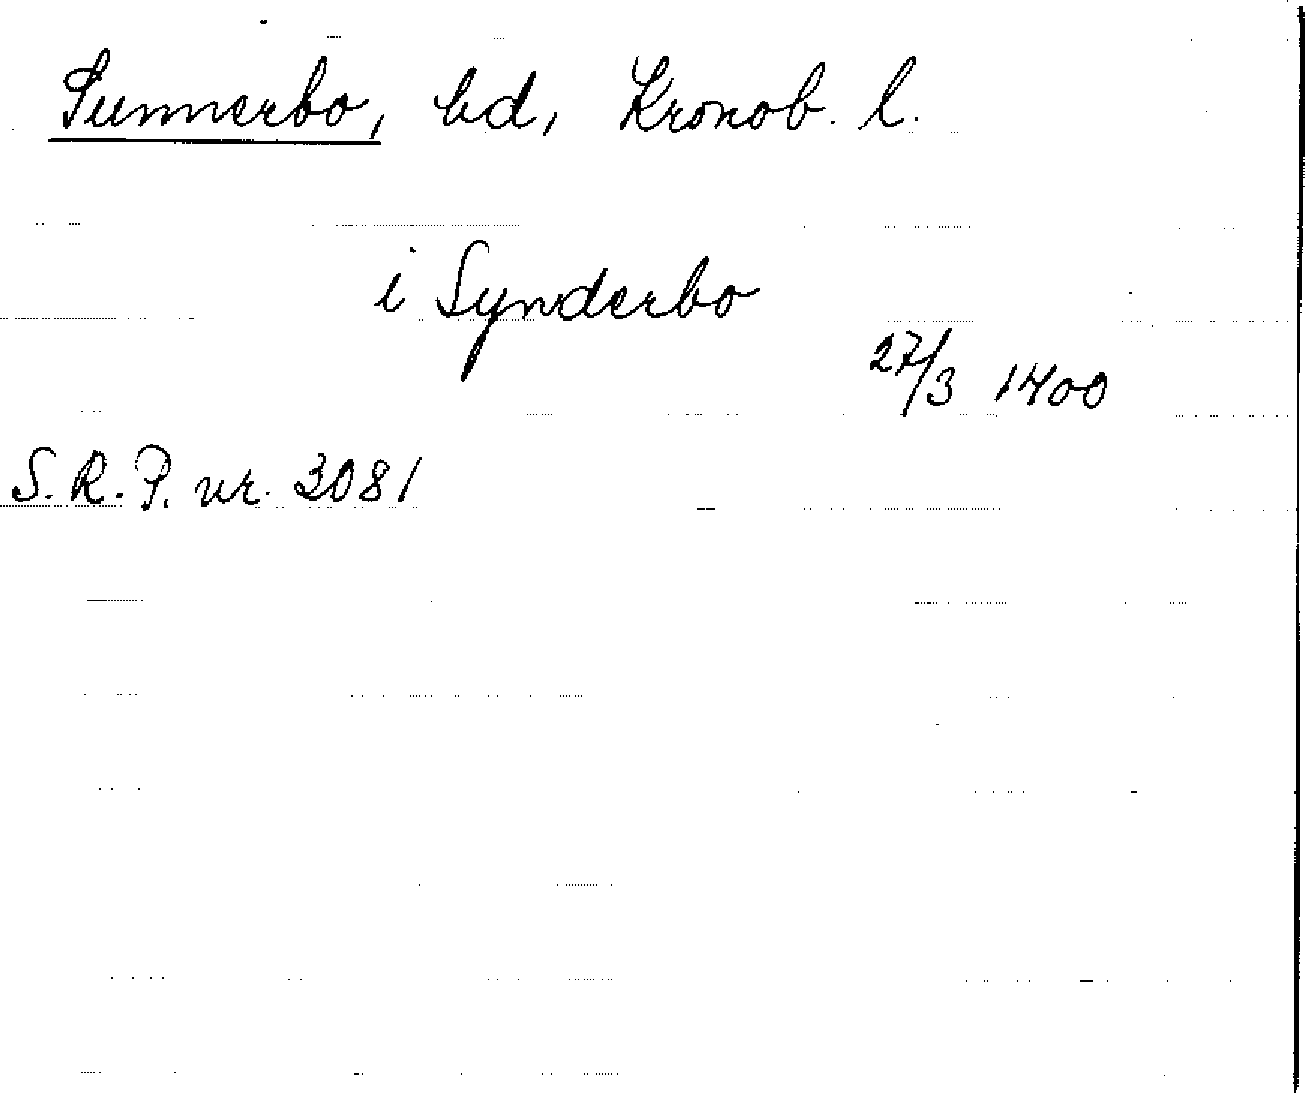 Sunnerbo, hd, Kronob. l.
i Synderbo
27/3 1400
S.R.P. nr. 3081